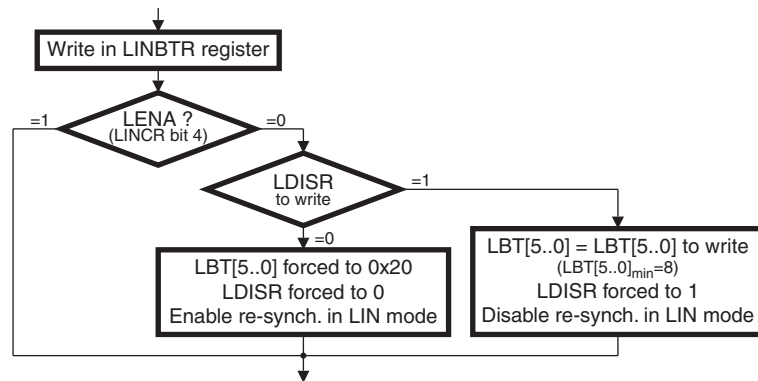 Write in LINBTR register
LENA ?
(LINCR bit 4)
=1
=0
LDISR
to write
=1
=0
LBT[5..0] forced to 0x20
LDISR forced to 0
Enable re-synch. in LIN mode
LBT[5..0] = LBT[5..0] to write
(LBT[5..0]min=8)
LDISR forced to 1
Disable re-synch. in LIN mode